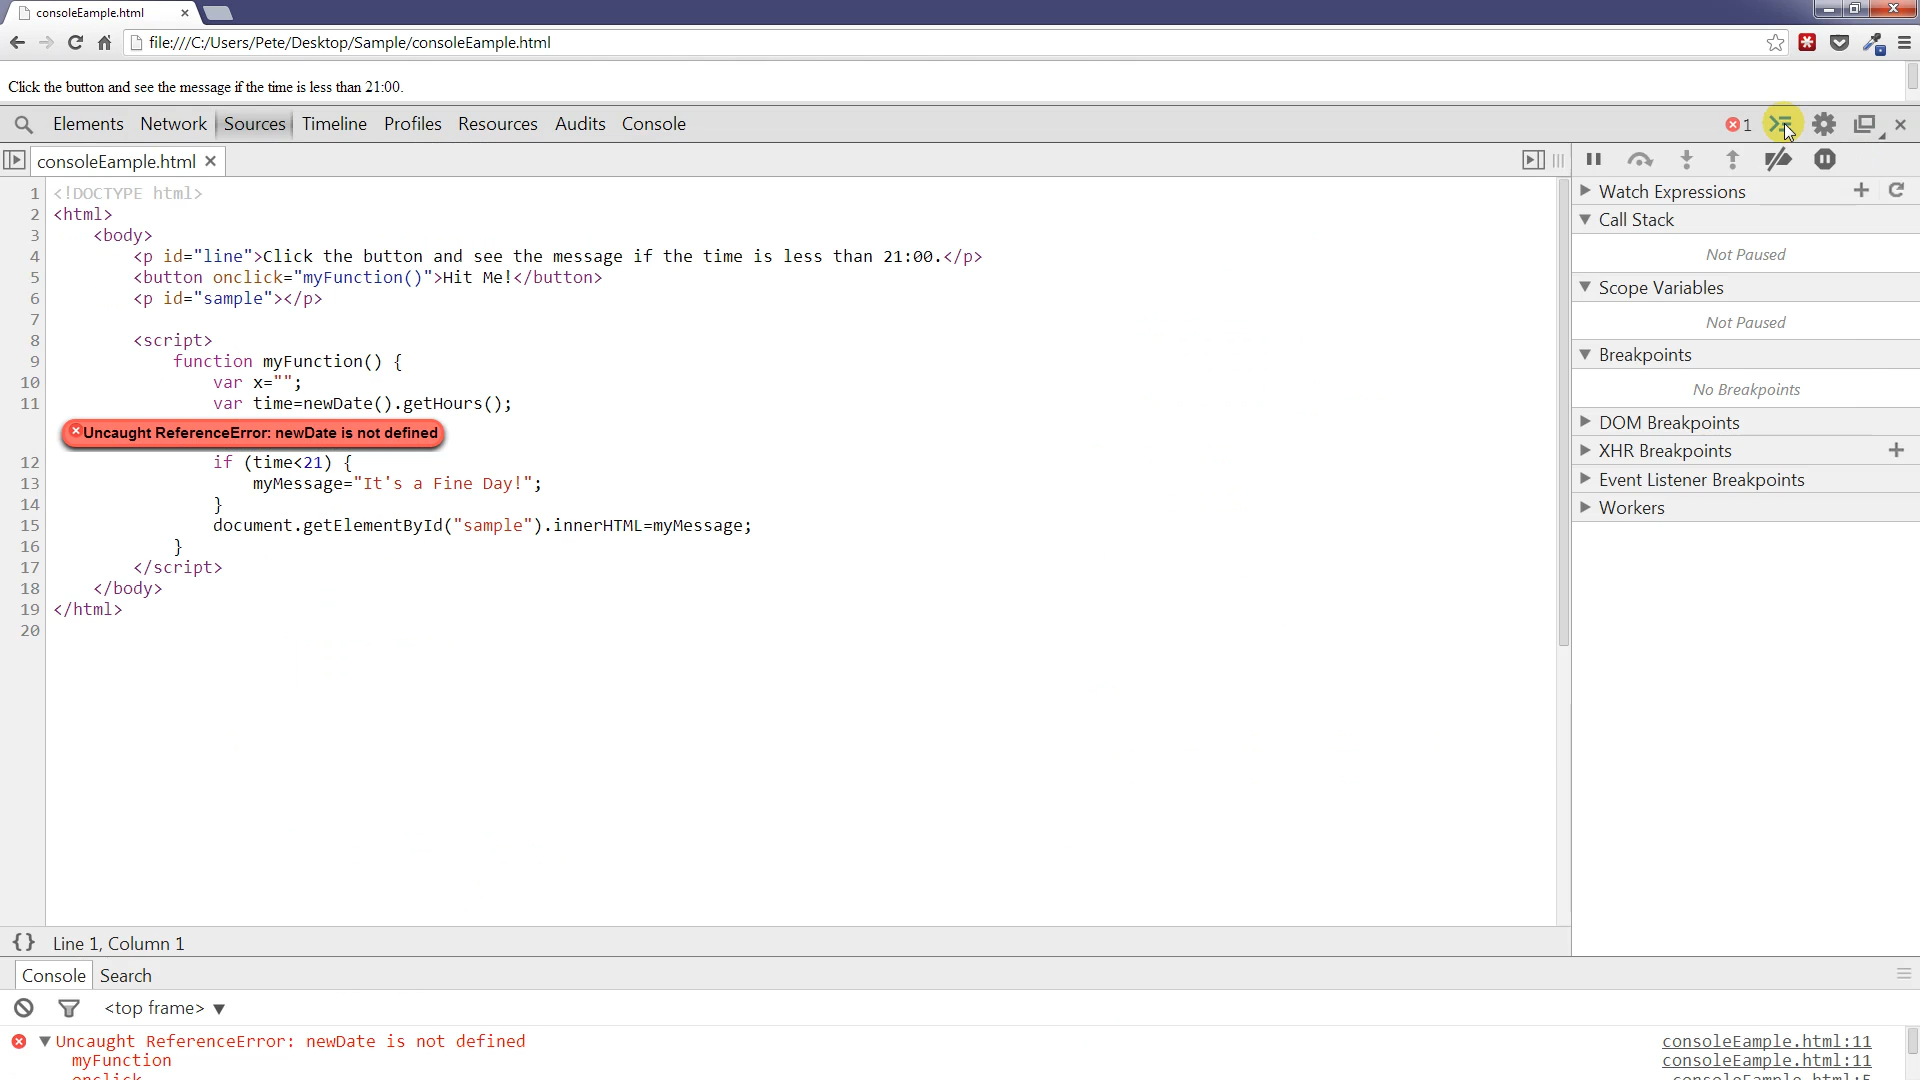 consoleEample.html
file:///C:/Users/Pete/Desktop/Sample/consoleEample.html
Click the button and see the message if the time is less than 21:00.
Elements Network Sources Timeline Profiles Resources Audits Console 1
consoleEample.html
1 <!DOCTYPE html>
2 <html>
3 <body>
4 <p id="line">Click the button and see the message if the time is less than 21:00.</p>
5 <button onclick="myFunction()">Hit Me!</button>
6 <p id="sample"></p>
7
8 <script>
9 function myFunction() {
10 var x="";
11 var time=newDate().getHours();
Uncaught ReferenceError: newDate is not defined
12 if (time<21) {
13 myMessage="It's a Fine Day!";
14 }
15 document.getElementById("sample").innerHTML=myMessage;
16 }
17 </script>
18 </body>
19 </html>
20
Watch Expressions
Call Stack
Not Paused
Scope Variables
Not Paused
Breakpoints
No Breakpoints
DOM Breakpoints
XHR Breakpoints
Event Listener Breakpoints
Workers
{} Line 1, Column 1
Console Search
<top frame>
Uncaught ReferenceError: newDate is not defined consoleEample.html:11
myFunction consoleEample.html:11
onclick consoleEample.html:5